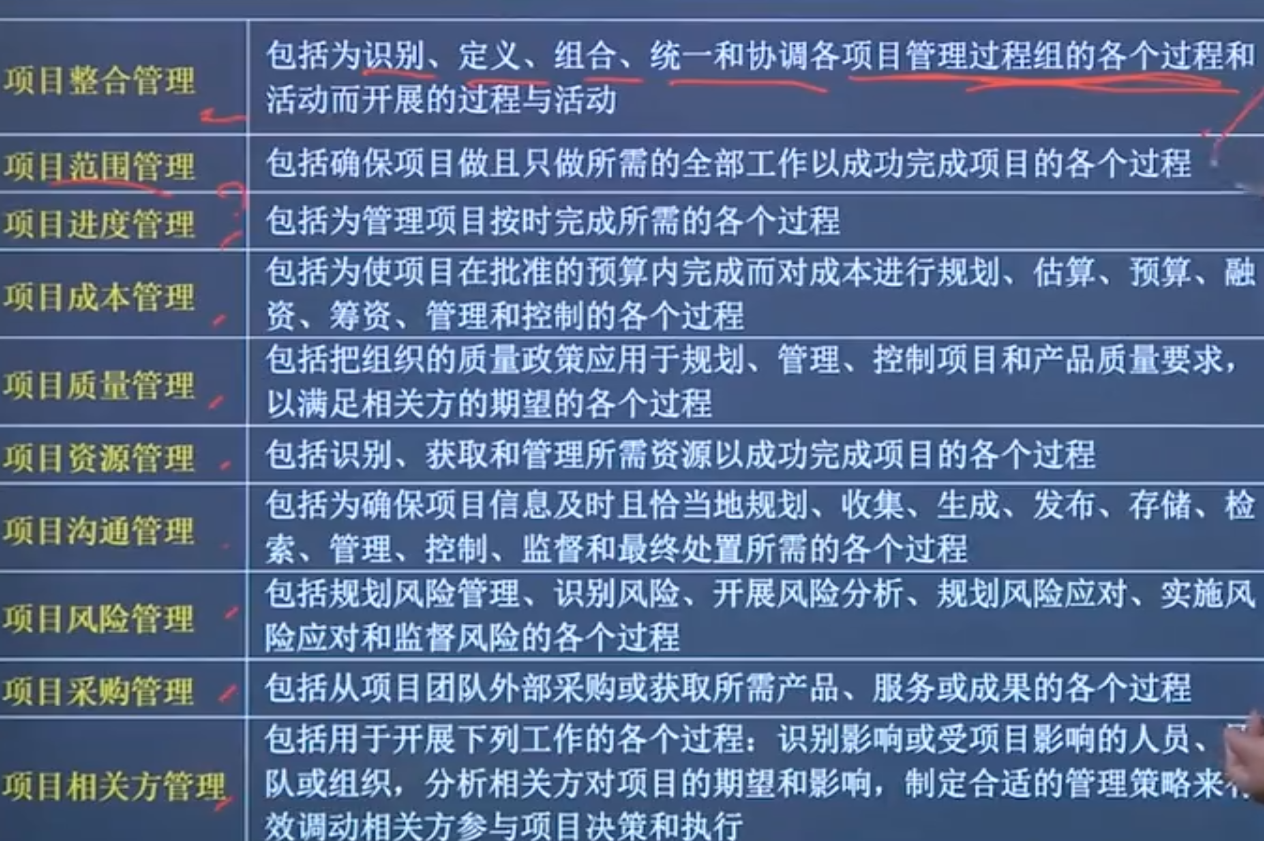 项目整合管理
包括为识别、定义、组合、统一和协调各项目管理过程组的各个过程和
活动而开展的过程与活动
项目范围管理
包括确保项目做且只做所需的全部工作以成功完成项目的各个过程
项目进度管理
包括为管理项目按时完成所需的各个过程
项目成本管理
包括为使项目在批准的预算内完成而对成本进行规划、估算、预算、融
资、筹资、管理和控制的各个过程
项目质量管理
包括把组织的质量政策应用于规划、管理、控制项目和产品质量要求，
以满足相关方的期望的各个过程
项目资源管理
包括识别、获取和管理所需资源以成功完成项目的各个过程
项目沟通管理
包括为确保项目信息及时且恰当地规划、收集、生成、发布、存储、检
索、管理、控制、监督和最终处置所需的各个过程
项目风险管理
包括规划风险管理、识别风险、开展风险分析、规划风险应对、实施风
险应对和监督风险的各个过程
项目采购管理
包括从项目团队外部采购或获取所需产品、服务或成果的各个过程
项目相关方管理
包括用于开展下列工作的各个过程：识别影响或受项目影响的人员、
队或组织，分析相关方对项目的期望和影响，制定合适的管理策略来
效调动相关方参与项目决策和执行